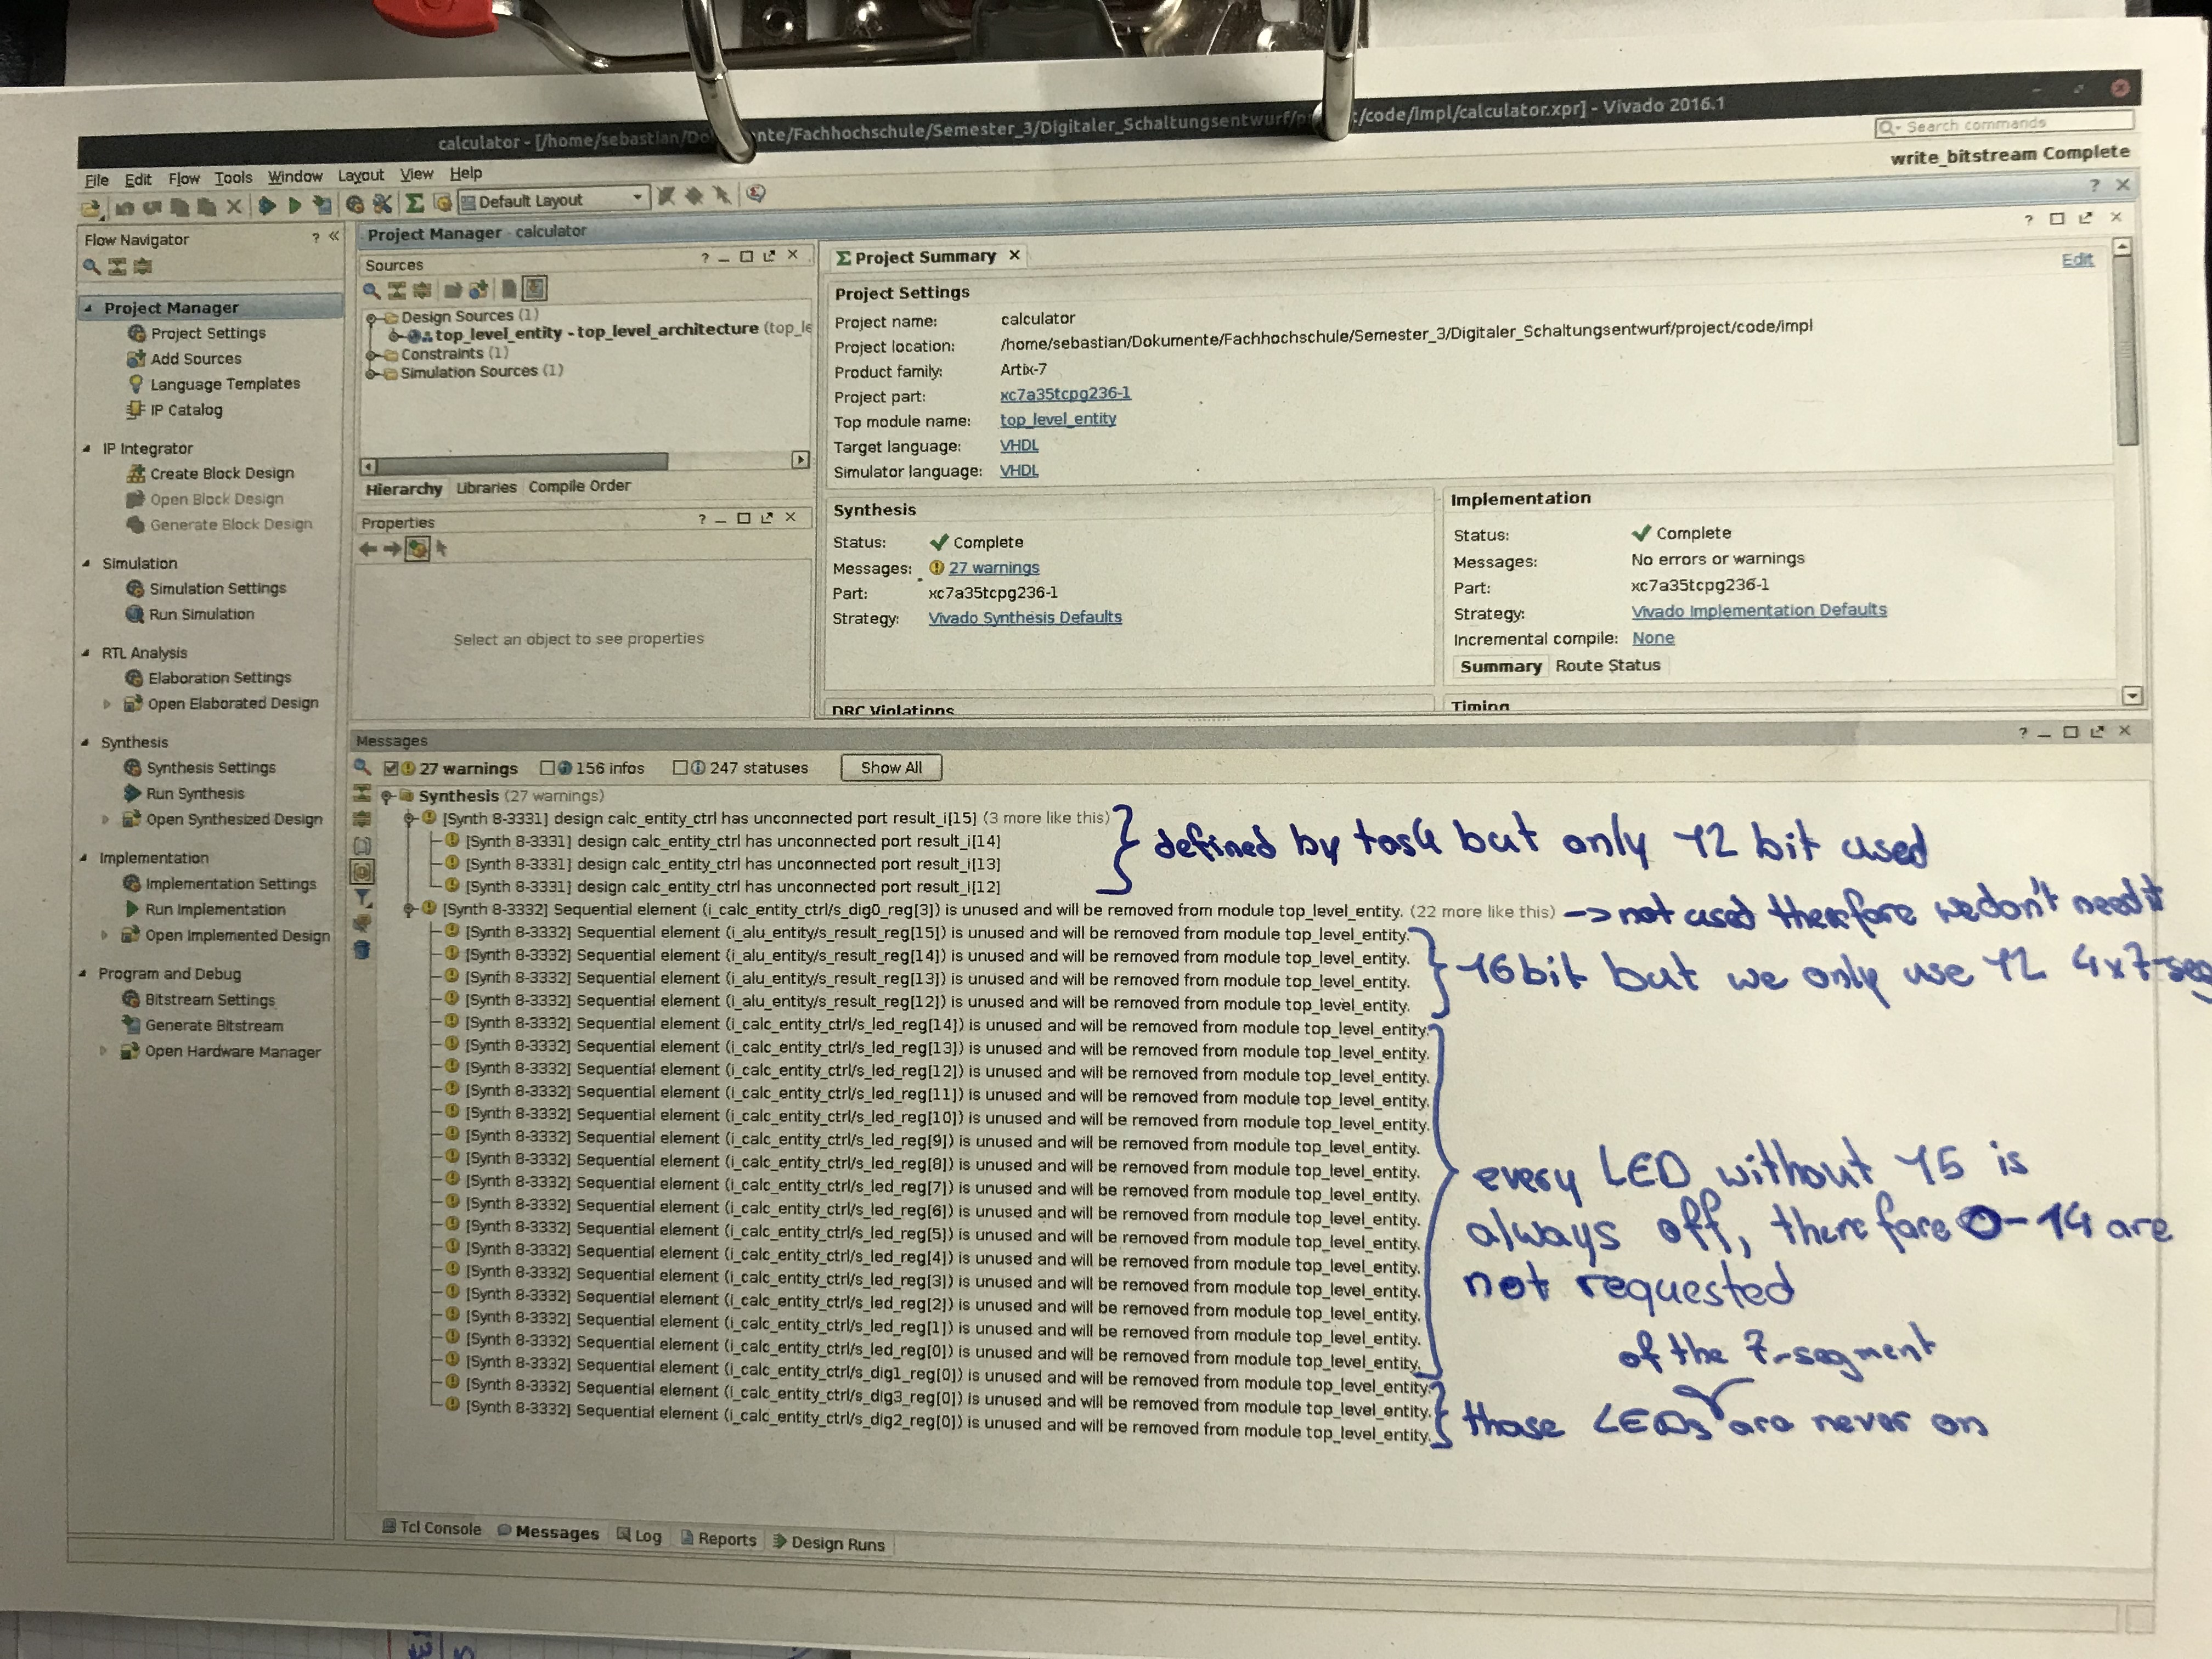 calculator - [/home/sebastian/Do nte/Fachhochschule/Semester_3/Digitaler_Schaltungsentwurf/p /code/impl/calculator.xpr] - Vivado 2016.1
Search commands
File Edit Flow Tools Window Layout View Help
write_bitstream Complete
Default Layout
Flow Navigator
Project Manager
Project Settings
Add Sources
Language Templates
IP Catalog
IP Integrator
Create Block Design
Open Block Design
Generate Block Design
Simulation
Simulation Settings
Run Simulation
RTL Analysis
Elaboration Settings
Open Elaborated Design
Synthesis
Synthesis Settings
Run Synthesis
Open Synthesized Design
Implementation
Implementation Settings
Run Implementation
Open Implemented Design
Program and Debug
Bitstream Settings
Generate Bitstream
Open Hardware Manager
Project Manager - calculator
Sources
Design Sources (1)
top_level_entity - top_level_architecture (top_le
Constraints (1)
Simulation Sources (1)
Hierarchy Libraries Compile Order
Properties
Select an object to see properties
Σ Project Summary
Edit
Project Settings
Project name: calculator
Project location: /home/sebastian/Dokumente/Fachhochschule/Semester_3/Digitaler_Schaltungsentwurf/project/code/impl
Product family: Artix-7
Project part: xc7a35tcpg236-1
Top module name: top_level_entity
Target language: VHDL
Simulator language: VHDL
Synthesis
Status: Complete
Messages: 27 warnings
Part: xc7a35tcpg236-1
Strategy: Vivado Synthesis Defaults
Implementation
Status: Complete
Messages: No errors or warnings
Part: xc7a35tcpg236-1
Strategy: Vivado Implementation Defaults
Incremental compile: None
Summary Route Status
DRC Violations
Timing
Messages
27 warnings 156 infos 247 statuses Show All
Synthesis (27 warnings)
[Synth 8-3331] design calc_entity_ctrl has unconnected port result_i[15] (3 more like this)
[Synth 8-3331] design calc_entity_ctrl has unconnected port result_i[14]
[Synth 8-3331] design calc_entity_ctrl has unconnected port result_i[13]
[Synth 8-3331] design calc_entity_ctrl has unconnected port result_i[12]
defined by task but only 12 bit used
[Synth 8-3332] Sequential element (i_calc_entity_ctrl/s_dig0_reg[3]) is unused and will be removed from module top_level_entity. (22 more like this) -> not used therefore we don't need it
[Synth 8-3332] Sequential element (i_alu_entity/s_result_reg[15]) is unused and will be removed from module top_level_entity.
[Synth 8-3332] Sequential element (i_alu_entity/s_result_reg[14]) is unused and will be removed from module top_level_entity.
[Synth 8-3332] Sequential element (i_alu_entity/s_result_reg[13]) is unused and will be removed from module top_level_entity.
[Synth 8-3332] Sequential element (i_alu_entity/s_result_reg[12]) is unused and will be removed from module top_level_entity.
16 bit but we only use 12 4x7-seg
[Synth 8-3332] Sequential element (i_calc_entity_ctrl/s_led_reg[14]) is unused and will be removed from module top_level_entity.
[Synth 8-3332] Sequential element (i_calc_entity_ctrl/s_led_reg[13]) is unused and will be removed from module top_level_entity.
[Synth 8-3332] Sequential element (i_calc_entity_ctrl/s_led_reg[12]) is unused and will be removed from module top_level_entity.
[Synth 8-3332] Sequential element (i_calc_entity_ctrl/s_led_reg[11]) is unused and will be removed from module top_level_entity.
[Synth 8-3332] Sequential element (i_calc_entity_ctrl/s_led_reg[10]) is unused and will be removed from module top_level_entity.
[Synth 8-3332] Sequential element (i_calc_entity_ctrl/s_led_reg[9]) is unused and will be removed from module top_level_entity.
[Synth 8-3332] Sequential element (i_calc_entity_ctrl/s_led_reg[8]) is unused and will be removed from module top_level_entity.
[Synth 8-3332] Sequential element (i_calc_entity_ctrl/s_led_reg[7]) is unused and will be removed from module top_level_entity.
[Synth 8-3332] Sequential element (i_calc_entity_ctrl/s_led_reg[6]) is unused and will be removed from module top_level_entity.
[Synth 8-3332] Sequential element (i_calc_entity_ctrl/s_led_reg[5]) is unused and will be removed from module top_level_entity.
[Synth 8-3332] Sequential element (i_calc_entity_ctrl/s_led_reg[4]) is unused and will be removed from module top_level_entity.
[Synth 8-3332] Sequential element (i_calc_entity_ctrl/s_led_reg[3]) is unused and will be removed from module top_level_entity.
[Synth 8-3332] Sequential element (i_calc_entity_ctrl/s_led_reg[2]) is unused and will be removed from module top_level_entity.
[Synth 8-3332] Sequential element (i_calc_entity_ctrl/s_led_reg[1]) is unused and will be removed from module top_level_entity.
[Synth 8-3332] Sequential element (i_calc_entity_ctrl/s_led_reg[0]) is unused and will be removed from module top_level_entity.
every LED without 15 is
always off, therefore 0-14 are
not requested
[Synth 8-3332] Sequential element (i_calc_entity_ctrl/s_dig1_reg[0]) is unused and will be removed from module top_level_entity.
[Synth 8-3332] Sequential element (i_calc_entity_ctrl/s_dig3_reg[0]) is unused and will be removed from module top_level_entity.
[Synth 8-3332] Sequential element (i_calc_entity_ctrl/s_dig2_reg[0]) is unused and will be removed from module top_level_entity.
of the 7-segment
those LEDs are never on
Tcl Console Messages Log Reports Design Runs